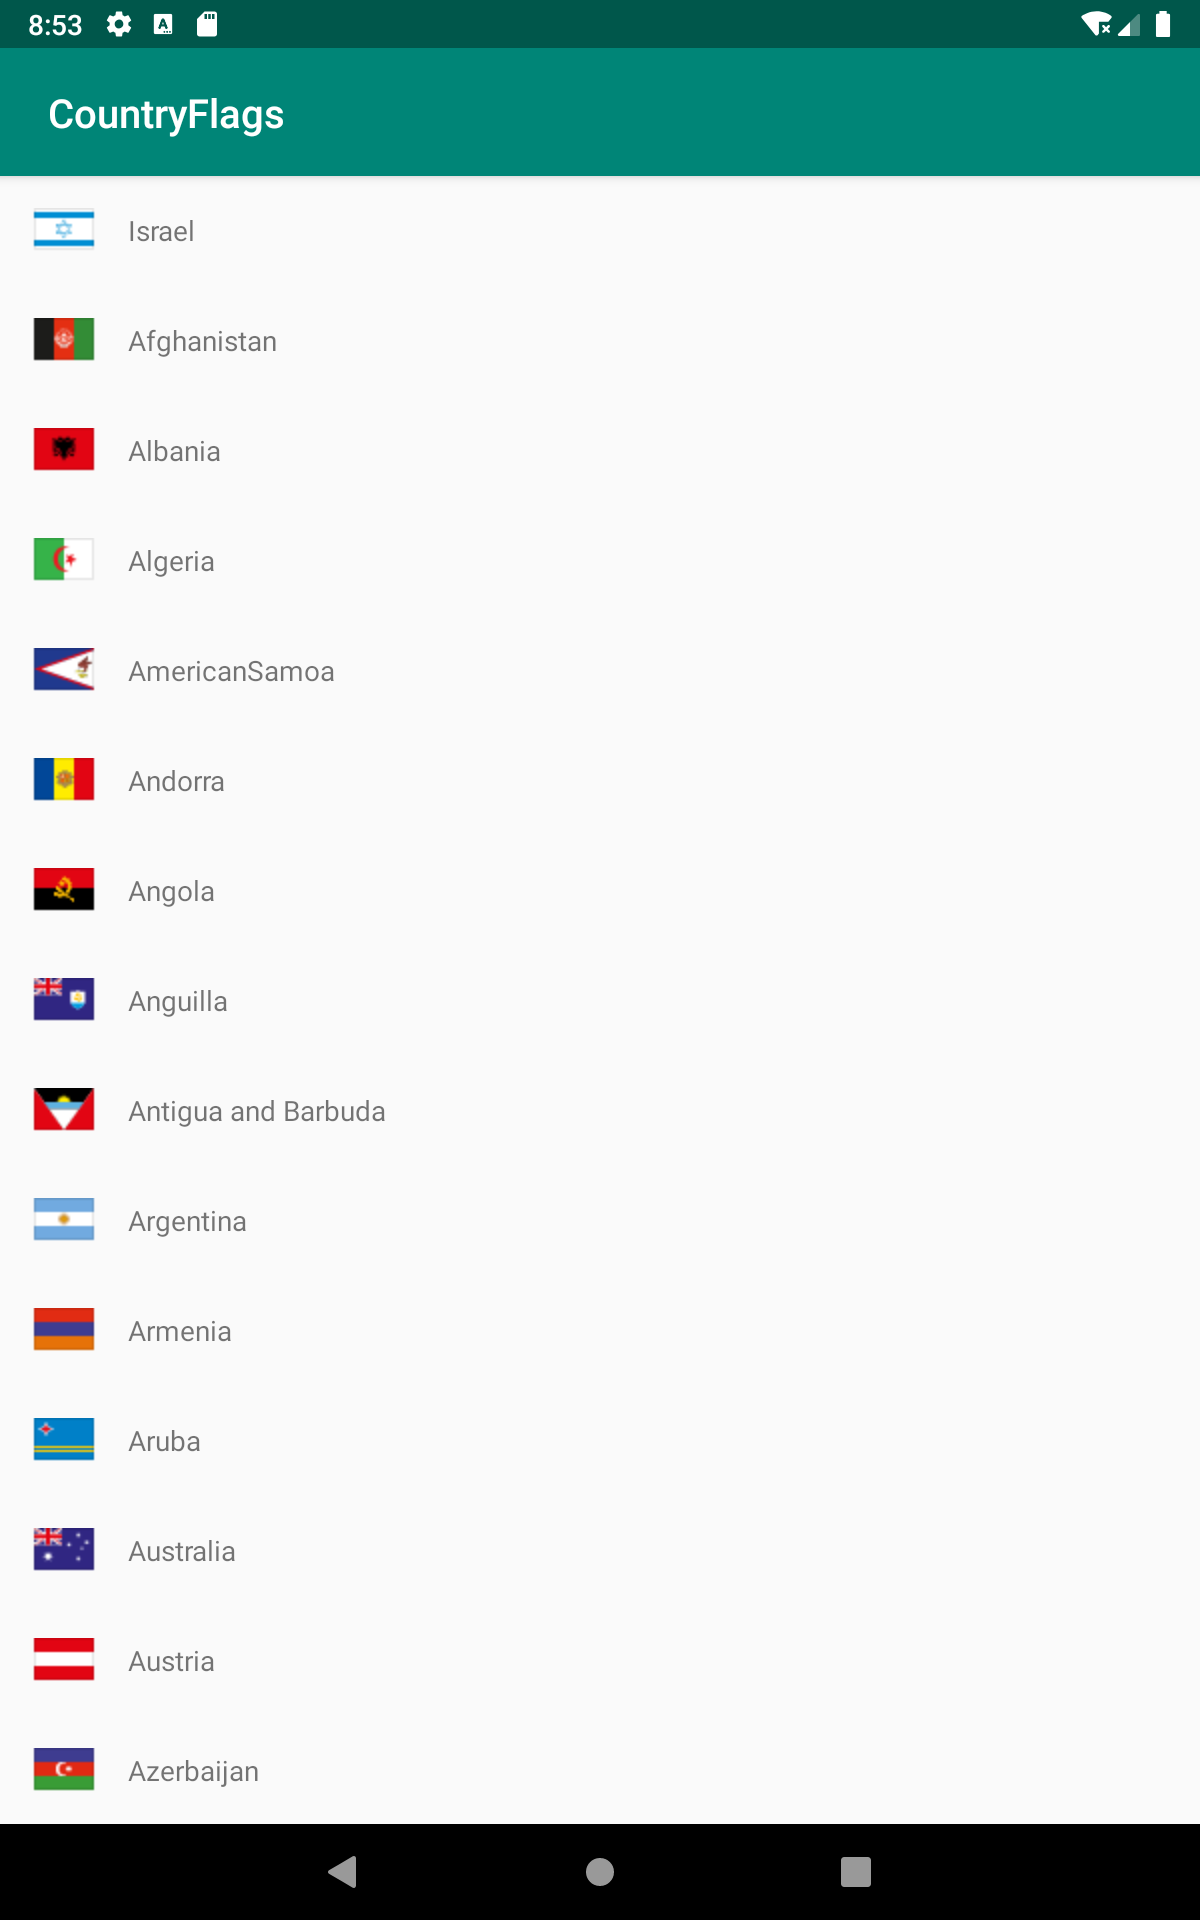 8:53
CountryFlags
Israel
Afghanistan
Albania
Algeria
AmericanSamoa
Andorra
Angola
Anguilla
Antigua and Barbuda
Argentina
Armenia
Aruba
Australia
Austria
Azerbaijan